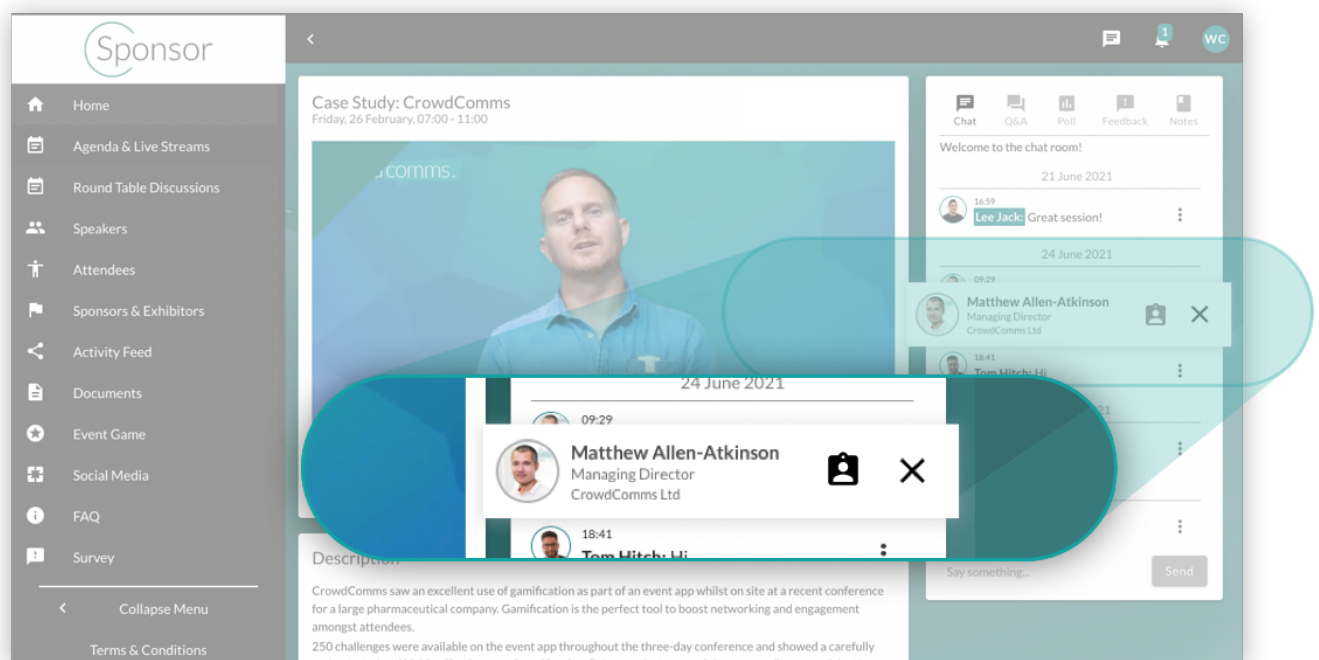 Sponsor
Home
Agenda & Live Streams
Round Table Discussions
Speakers
Attendees
Sponsors & Exhibitors
Activity Feed
Documents
Event Game
Social Media
FAQ
Survey
Collapse Menu
Terms & Conditions
1
WC
Case Study: CrowdComms
Friday, 26 February, 07:00 - 11:00
comms.
Chat
Q&A
Poll
Feedback
Notes
Welcome to the chat room!
21 June 2021
16:59
Lee Jack: Great session!
24 June 2021
09:29
Matthew Allen-Atkinson
Managing Director
CrowdComms Ltd
18:41
Tom Hitch: Hi
21
Say something...
Send
24 June 2021
09:29
Matthew Allen-Atkinson
Managing Director
CrowdComms Ltd
18:41
Tom Hitch: Hi
Description
CrowdComms saw an excellent use of gamification as part of an event app whilst on site at a recent conference
for a large pharmaceutical company. Gamification is the perfect tool to boost networking and engagement
amongst attendees.
250 challenges were available on the event app throughout the three-day conference and showed a carefully